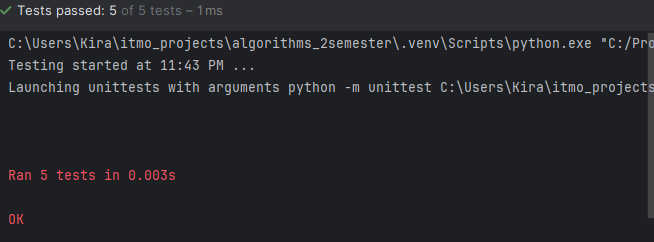 Tests passed: 5 of 5 tests – 1 ms
C:\Users\Kira\itmo_projects\algorithms_2semester\.venv\Scripts\python.exe "C:/Pro
Testing started at 11:43 PM ...
Launching unittests with arguments python -m unittest C:\Users\Kira\itmo_projects
Ran 5 tests in 0.003s
OK